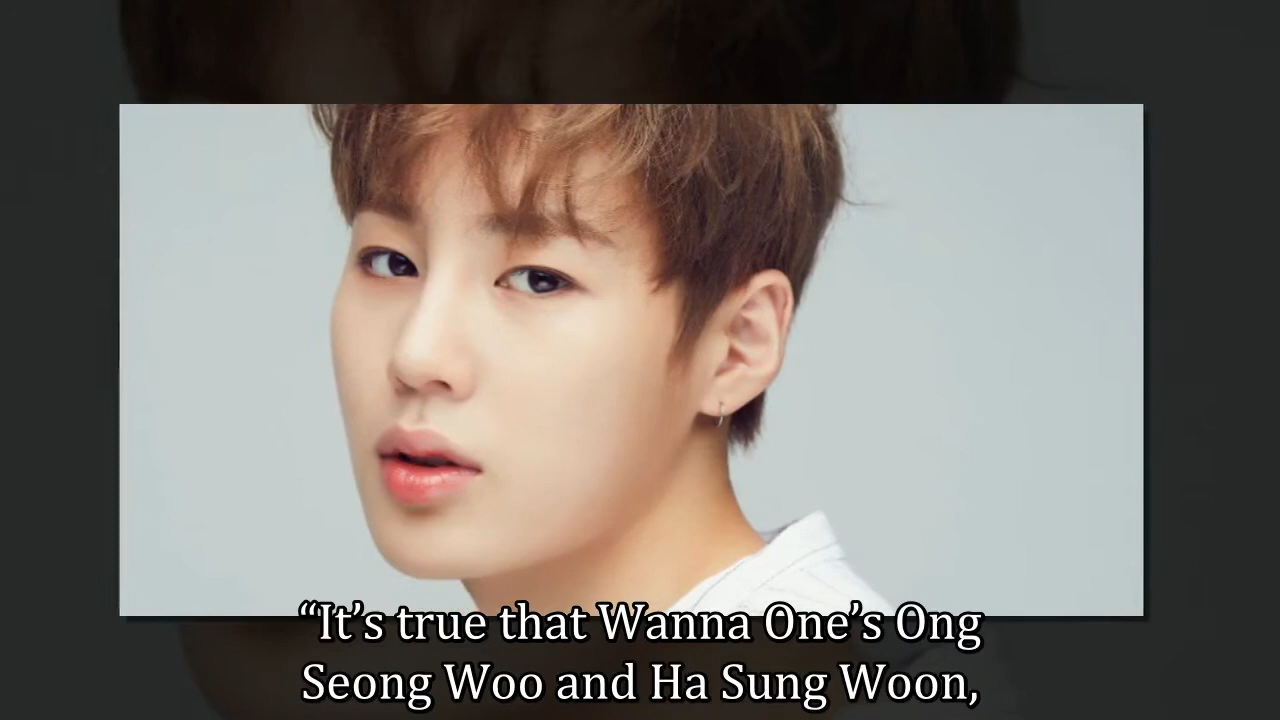 “It’s true that Wanna One’s Ong
Seong Woo and Ha Sung Woon,